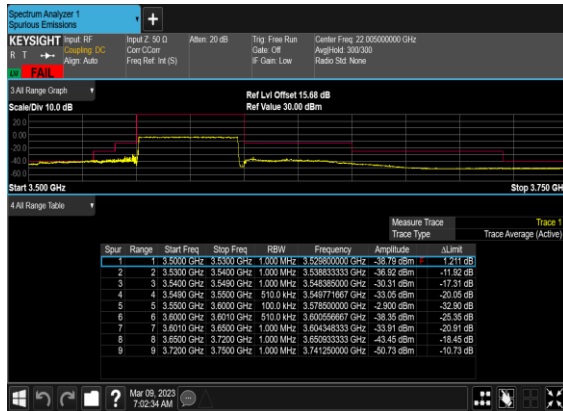 Spectrum Analyzer 1
Spurious Emissions
+
KEYSIGHT Input: RF Input Z: 50 Ω Atten: 20 dB Trig: Free Run Center Freq: 22.005000000 GHz
R T Coupling: DC Corr CCorr Gate: Off Avg|Hold: 300/300
Align: Auto Freq Ref: Int (S) IF Gain: Low Radio Std: None
FAIL
3 All Range Graph Ref Lvl Offset 15.68 dB
Scale/Div 10.0 dB Ref Value 30.00 dBm
20.0
0.00
-20.0
-40.0
-60.0
Start 3.500 GHz Stop 3.750 GH
4 All Range Table
Measure Trace Trace 1
Trace Type Trace Average (Active)
Spur Range Start Freq Stop Freq RBW Frequency Amplitude ΔLimit
1 1 3.5000 GHz 3.5300 GHz 1.000 MHz 3.529800000 GHz -38.79 dBm F 1.211 dB
2 2 3.5300 GHz 3.5400 GHz 1.000 MHz 3.538833333 GHz -36.92 dBm -11.92 dB
3 3 3.5400 GHz 3.5490 GHz 1.000 MHz 3.548385000 GHz -30.31 dBm -17.31 dB
4 4 3.5490 GHz 3.5500 GHz 510.0 kHz 3.549771667 GHz -33.05 dBm -20.05 dB
5 5 3.5500 GHz 3.6000 GHz 100.0 kHz 3.578500000 GHz -2.900 dBm -32.90 dB
6 6 3.6000 GHz 3.6010 GHz 510.0 kHz 3.600556667 GHz -38.35 dBm -25.35 dB
7 7 3.6010 GHz 3.6500 GHz 1.000 MHz 3.604348333 GHz -33.91 dBm -20.91 dB
8 8 3.6500 GHz 3.7200 GHz 1.000 MHz 3.650933333 GHz -43.45 dBm -18.45 dB
9 9 3.7200 GHz 3.7500 GHz 1.000 MHz 3.741250000 GHz -50.73 dBm -10.73 dB
? Mar 09, 2023
7:02:34 AM